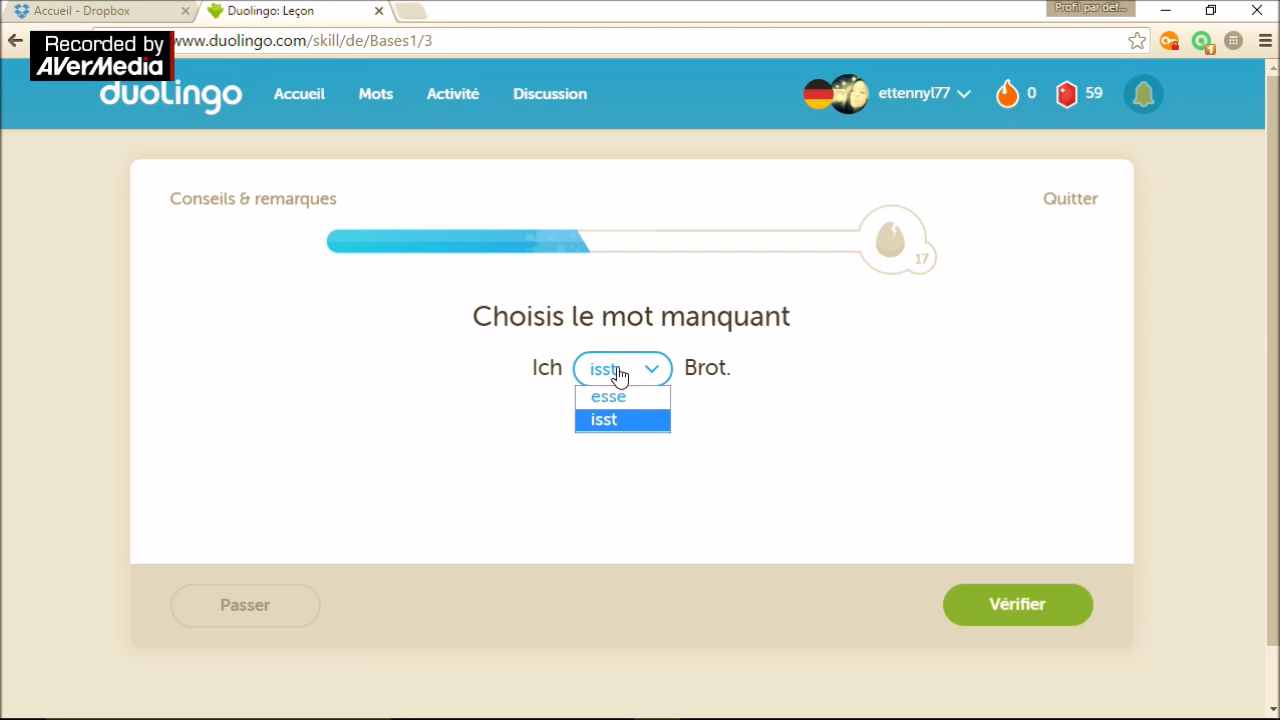 Accueil - Dropbox
Duolingo: Leçon
Profil par déf...
Recorded by
AVerMedia
www.duolingo.com/skill/de/Bases1/3
duolingo
Accueil
Mots
Activité
Discussion
ettennyl77
0
59
Conseils & remarques
Quitter
17
Choisis le mot manquant
Ich isst Brot.
esse
isst
Passer
Vérifier